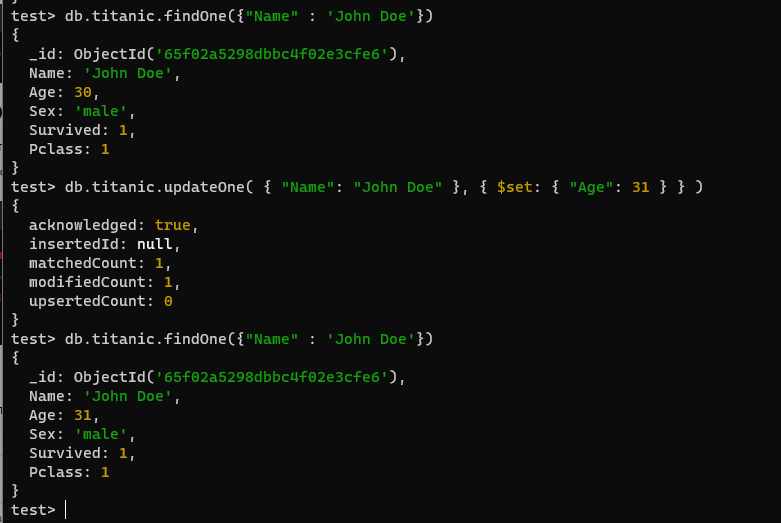 test> db.titanic.findOne({"Name" : 'John Doe'})
{
  _id: ObjectId('65f02a5298dbbc4f02e3cfe6'),
  Name: 'John Doe',
  Age: 30,
  Sex: 'male',
  Survived: 1,
  Pclass: 1
}
test> db.titanic.updateOne( { "Name": "John Doe" }, { $set: { "Age": 31 } } )
{
  acknowledged: true,
  insertedId: null,
  matchedCount: 1,
  modifiedCount: 1,
  upsertedCount: 0
}
test> db.titanic.findOne({"Name" : 'John Doe'})
{
  _id: ObjectId('65f02a5298dbbc4f02e3cfe6'),
  Name: 'John Doe',
  Age: 31,
  Sex: 'male',
  Survived: 1,
  Pclass: 1
}
test>